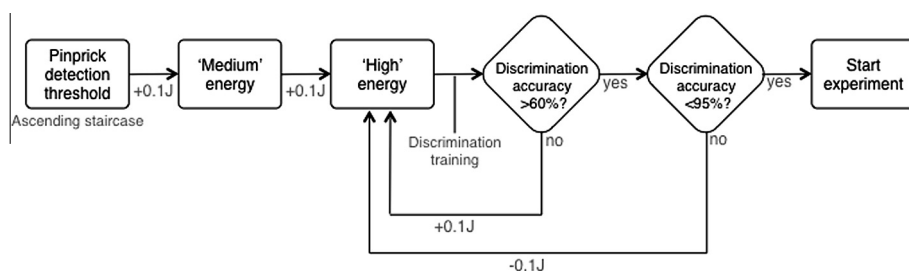 Pinprick
detection
threshold
+0.1J
Ascending staircase
‘Medium’
energy
+0.1J
‘High’
energy
Discrimination
training
Discrimination
accuracy
>60%?
yes
no
+0.1J
Discrimination
accuracy
<95%?
yes
no
-0.1J
Start
experiment